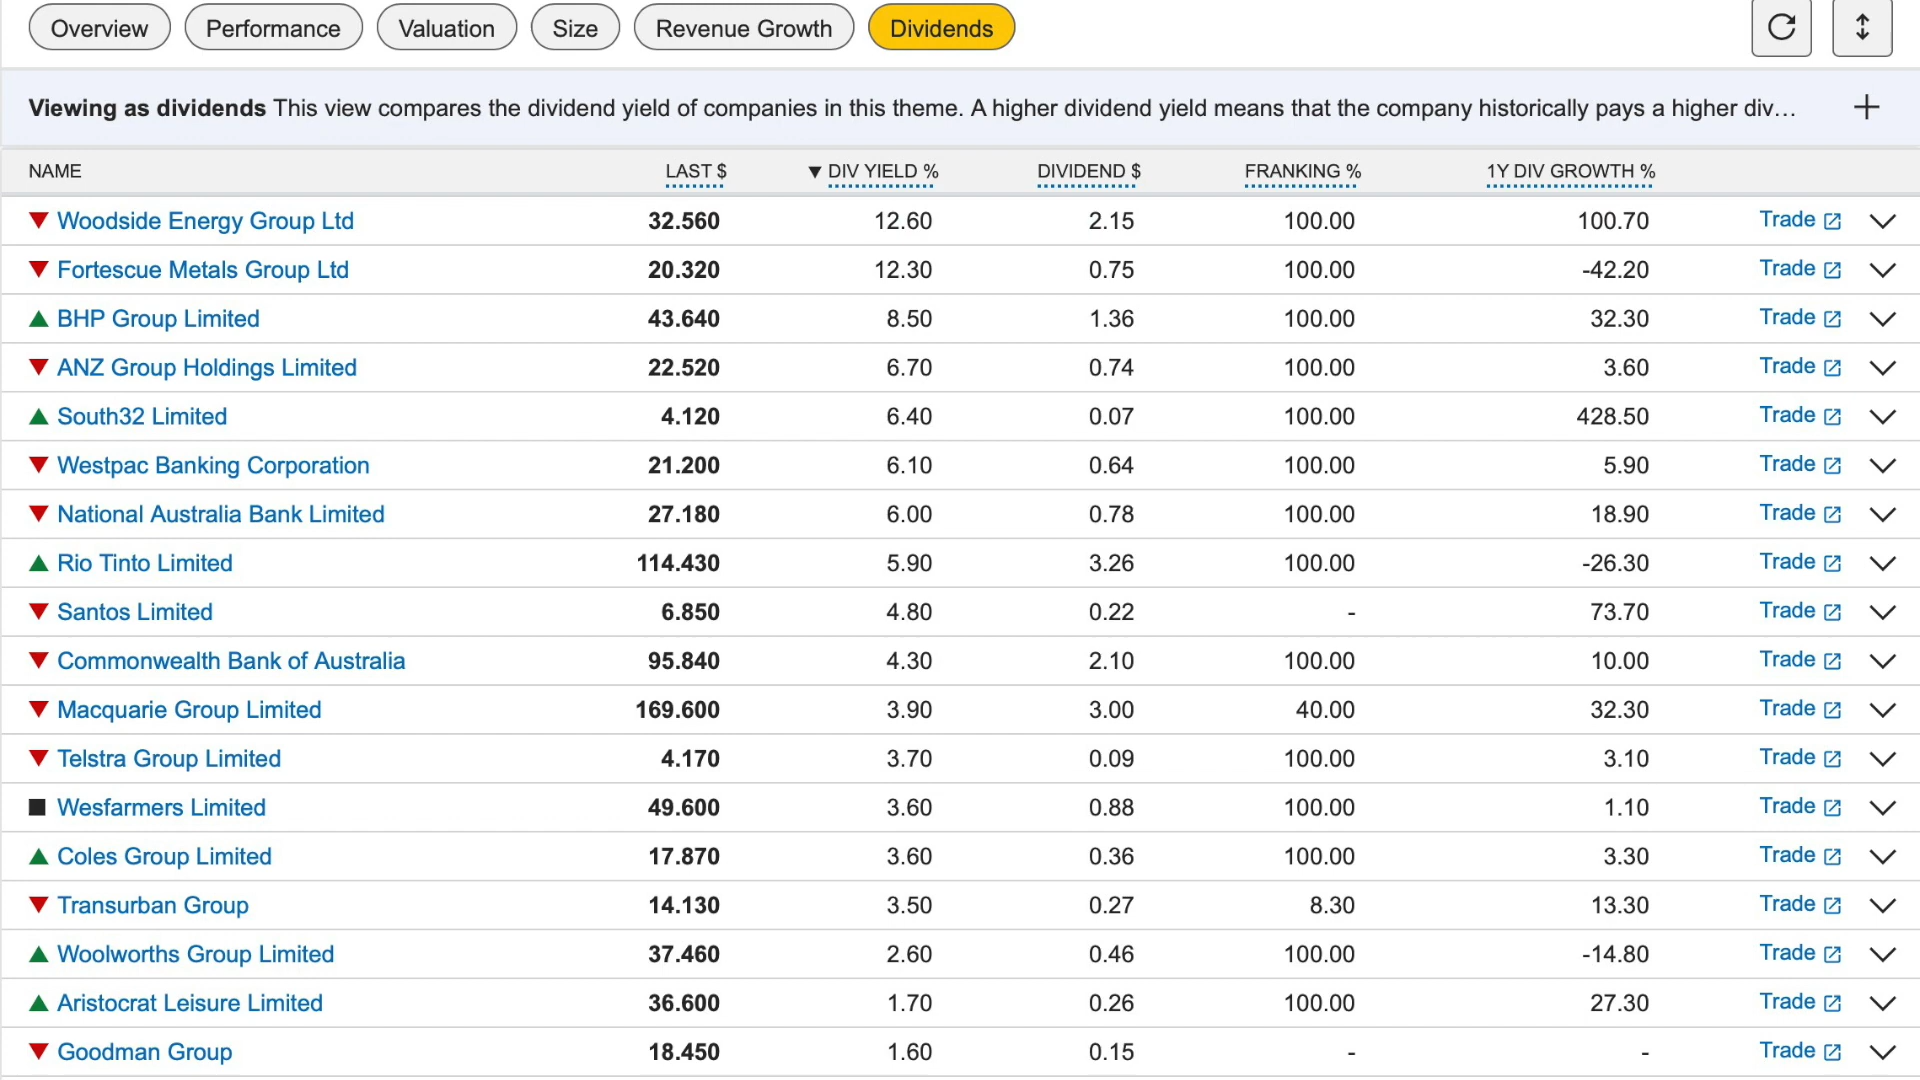 Overview Performance Valuation Size Revenue Growth Dividends
Viewing as dividends This view compares the dividend yield of companies in this theme. A higher dividend yield means that the company historically pays a higher div...
NAME LAST $ ▼ DIV YIELD % DIVIDEND $ FRANKING % 1Y DIV GROWTH %
Woodside Energy Group Ltd 32.560 12.60 2.15 100.00 100.70 Trade
Fortescue Metals Group Ltd 20.320 12.30 0.75 100.00 -42.20 Trade
BHP Group Limited 43.640 8.50 1.36 100.00 32.30 Trade
ANZ Group Holdings Limited 22.520 6.70 0.74 100.00 3.60 Trade
South32 Limited 4.120 6.40 0.07 100.00 428.50 Trade
Westpac Banking Corporation 21.200 6.10 0.64 100.00 5.90 Trade
National Australia Bank Limited 27.180 6.00 0.78 100.00 18.90 Trade
Rio Tinto Limited 114.430 5.90 3.26 100.00 -26.30 Trade
Santos Limited 6.850 4.80 0.22 - 73.70 Trade
Commonwealth Bank of Australia 95.840 4.30 2.10 100.00 10.00 Trade
Macquarie Group Limited 169.600 3.90 3.00 40.00 32.30 Trade
Telstra Group Limited 4.170 3.70 0.09 100.00 3.10 Trade
Wesfarmers Limited 49.600 3.60 0.88 100.00 1.10 Trade
Coles Group Limited 17.870 3.60 0.36 100.00 3.30 Trade
Transurban Group 14.130 3.50 0.27 8.30 13.30 Trade
Woolworths Group Limited 37.460 2.60 0.46 100.00 -14.80 Trade
Aristocrat Leisure Limited 36.600 1.70 0.26 100.00 27.30 Trade
Goodman Group 18.450 1.60 0.15 - - Trade